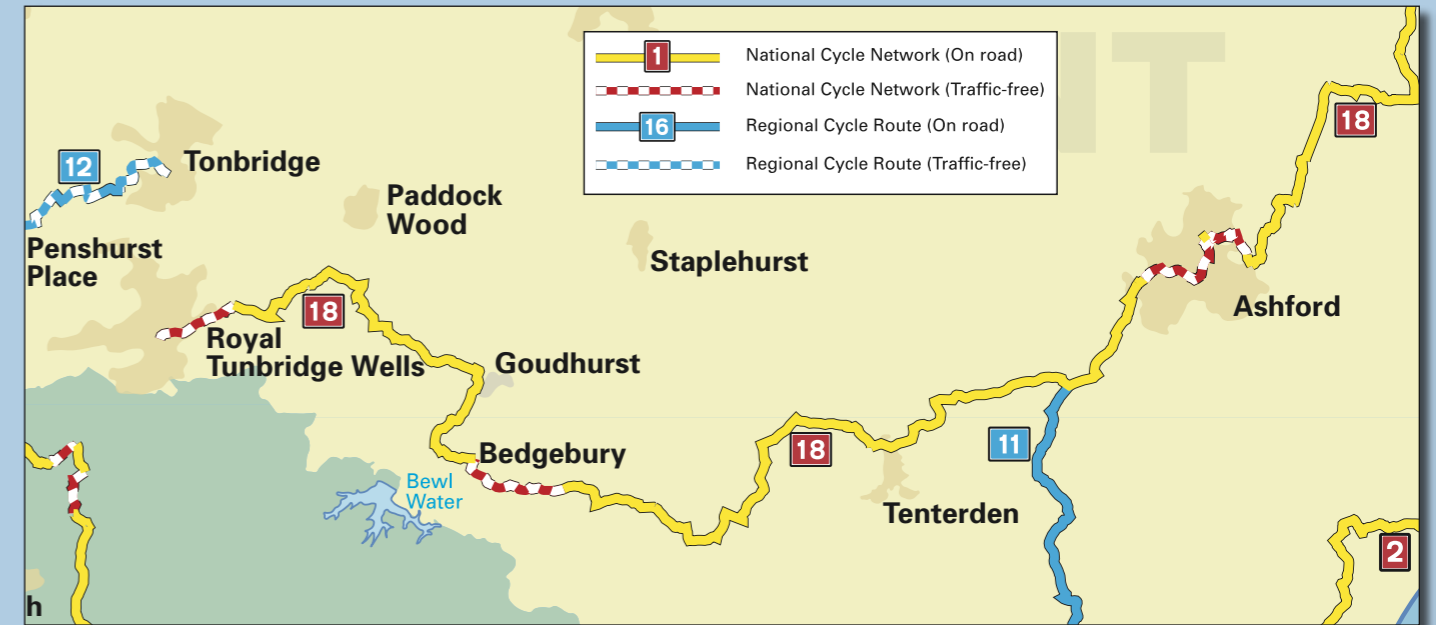 1 National Cycle Network (On road)
National Cycle Network (Traffic-free)
16 Regional Cycle Route (On road)
Regional Cycle Route (Traffic-free)
NT
18
12
Tonbridge
Paddock
Wood
Penshurst
Place
Staplehurst
Ashford
18
Royal
Tunbridge Wells
Goudhurst
Bedgebury
18
11
Bewl
Water
Tenterden
2
h